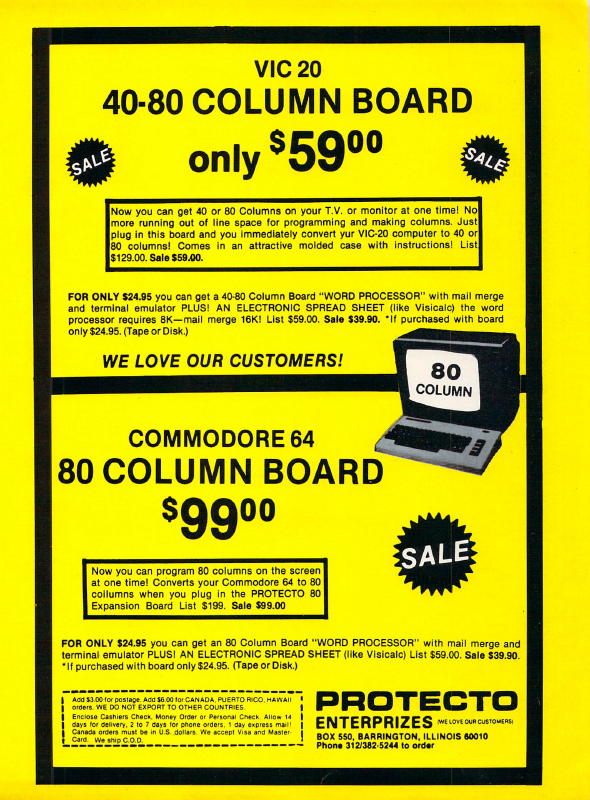 VIC 20
40-80 COLUMN BOARD
only $5900
SALE
SALE
Now you can get 40 or 80 Columns on your T.V. or monitor at one time! No
more running out of line space for programming and making columns. Just
plug in this board and you immediately convert yur VIC-20 computer to 40 or
80 columns! Comes in an attractive molded case with instructions! List
$129.00. Sale $59.00.
FOR ONLY $24.95 you can get a 40-80 Column Board "WORD PROCESSOR" with mail merge
and terminal emulator PLUS! AN ELECTRONIC SPREAD SHEET (like Visicalc) the word
processor requires 8K—mail merge 16K! List $59.00. Sale $39.90. *If purchased with board
only $24.95. (Tape or Disk.)
WE LOVE OUR CUSTOMERS!
80
COLUMN
COMMODORE 64
80 COLUMN BOARD
$9900
SALE
Now you can program 80 columns on the screen
at one time! Converts your Commodore 64 to 80
coilumns when you plug in the PROTECTO 80
Expansion Board List $199. Sale $99.00
FOR ONLY $24.95 you can get an 80 Column Board "WORD PROCESSOR" with mail merge and
terminal emulator PLUS! AN ELECTRONIC SPREAD SHEET (like Visicalc) List $59.00. Sale $39.90.
*If purchased with board only $24.95. (Tape or Disk.)
Add $3.00 for postage. Add $6.00 for CANADA, PUERTO RICO, HAWAII
orders. WE DO NOT EXPORT TO OTHER COUNTRIES.
Enclose Cashiers Check, Money Order or Personal Check. Allow 14
days for delivery, 2 to 7 days for phone orders, 1 day express mail!
Canada orders must be in U.S. dollars. We accept Visa and Master-
Card. We ship C.O.D.
PROTECTO
ENTERPRIZES (WE LOVE OUR CUSTOMERS)
BOX 550, BARRINGTON, ILLINOIS 60010
Phone 312/382-5244 to order